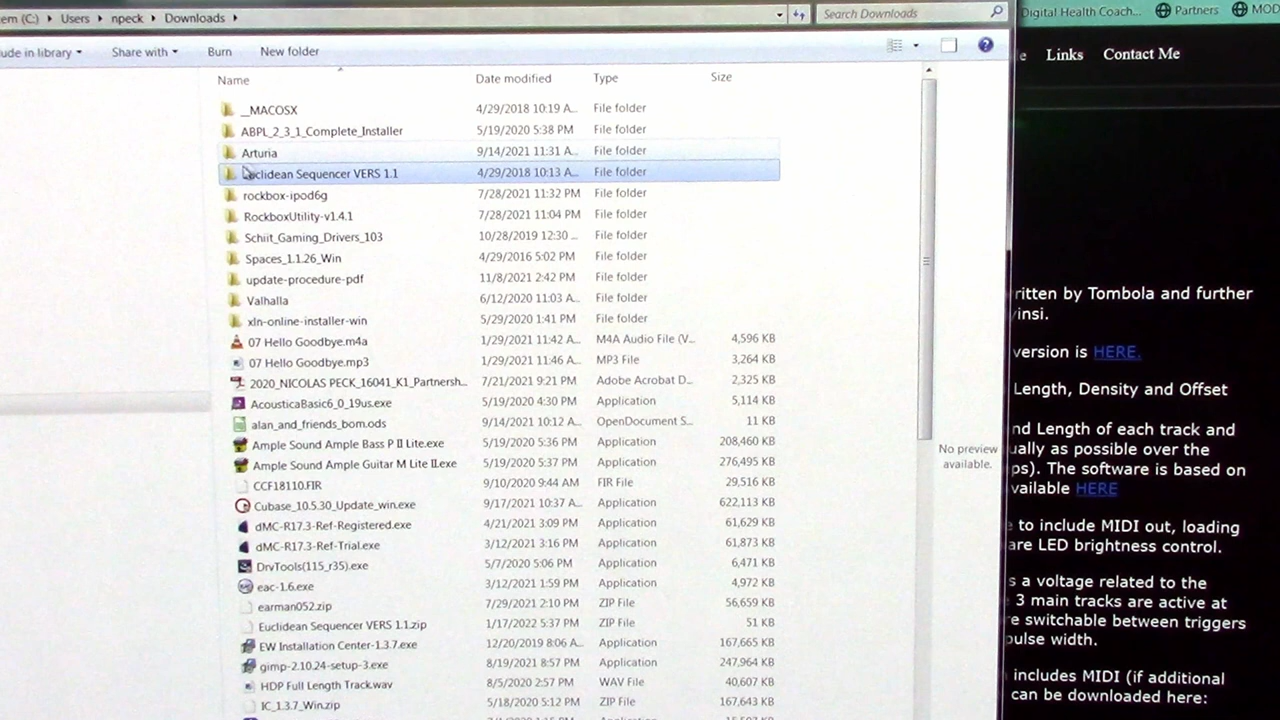 em (C:) ▸ Users ▸ npeck ▸ Downloads ▸
Search Downloads
Digital Health Coach... Partners MOD
ude in library Share with Burn New folder
e Links Contact Me
Name Date modified Type Size
__MACOSX 4/29/2018 10:19 A... File folder
ABPL_2_3_1_Complete_Installer 5/19/2020 5:38 PM File folder
Arturia 9/14/2021 11:31 A... File folder
uclidean Sequencer VERS 1.1 4/29/2018 10:13 A... File folder
rockbox-ipod6g 7/28/2021 11:32 PM File folder
RockboxUtility-v1.4.1 7/28/2021 11:04 PM File folder
Schiit_Gaming_Drivers_103 10/28/2019 12:30 ... File folder
Spaces_1.1.26_Win 4/29/2016 5:02 PM File folder
update-procedure-pdf 11/8/2021 2:42 PM File folder
Valhalla 6/12/2020 11:03 A... File folder
xln-online-installer-win 5/29/2020 1:41 PM File folder
07 Hello Goodbye.m4a 1/29/2021 11:42 A... M4A Audio File (V... 4,596 KB
07 Hello Goodbye.mp3 1/29/2021 11:46 A... MP3 File 3,264 KB
2020_NICOLAS PECK_16041_K1_Partnersh... 7/21/2021 9:21 PM Adobe Acrobat D... 2,325 KB
AcousticaBasic6_0_19us.exe 5/19/2020 4:30 PM Application 5,114 KB
alan_and_friends_bom.ods 9/14/2021 10:12 A... OpenDocument S... 11 KB
Ample Sound Ample Bass P II Lite.exe 5/19/2020 5:36 PM Application 208,460 KB
Ample Sound Ample Guitar M Lite II.exe 5/19/2020 5:37 PM Application 276,495 KB
CCF18110.FIR 9/10/2020 9:44 AM FIR File 29,516 KB
Cubase_10.5.30_Update_win.exe 9/17/2021 10:37 A... Application 622,113 KB
dMC-R17.3-Ref-Registered.exe 4/21/2021 3:09 PM Application 61,629 KB
dMC-R17.3-Ref-Trial.exe 3/12/2021 3:16 PM Application 61,873 KB
DrvTools(115_r35).exe 5/7/2020 5:06 PM Application 6,471 KB
eac-1.6.exe 3/12/2021 1:59 PM Application 4,972 KB
earman052.zip 7/29/2021 2:10 PM ZIP File 56,659 KB
Euclidean Sequencer VERS 1.1.zip 1/17/2022 5:37 PM ZIP File 51 KB
EW Installation Center-1.3.7.exe 12/20/2019 8:06 A... Application 167,665 KB
gimp-2.10.24-setup-3.exe 8/19/2021 8:57 PM Application 247,964 KB
HDP Full Length Track.wav 8/5/2020 2:57 PM WAV File 40,607 KB
IC_1.3.7_Win.zip 5/18/2020 5:12 PM ZIP File 167,643 KB
No preview
available.
ritten by Tombola and further
insi.
version is HERE.
Length, Density and Offset
nd Length of each track and
ually as possible over the
ps). The software is based on
vailable HERE
e to include MIDI out, loading
are LED brightness control.
s a voltage related to the
3 main tracks are active at
re switchable between triggers
pulse width.
includes MIDI (if additional
can be downloaded here: